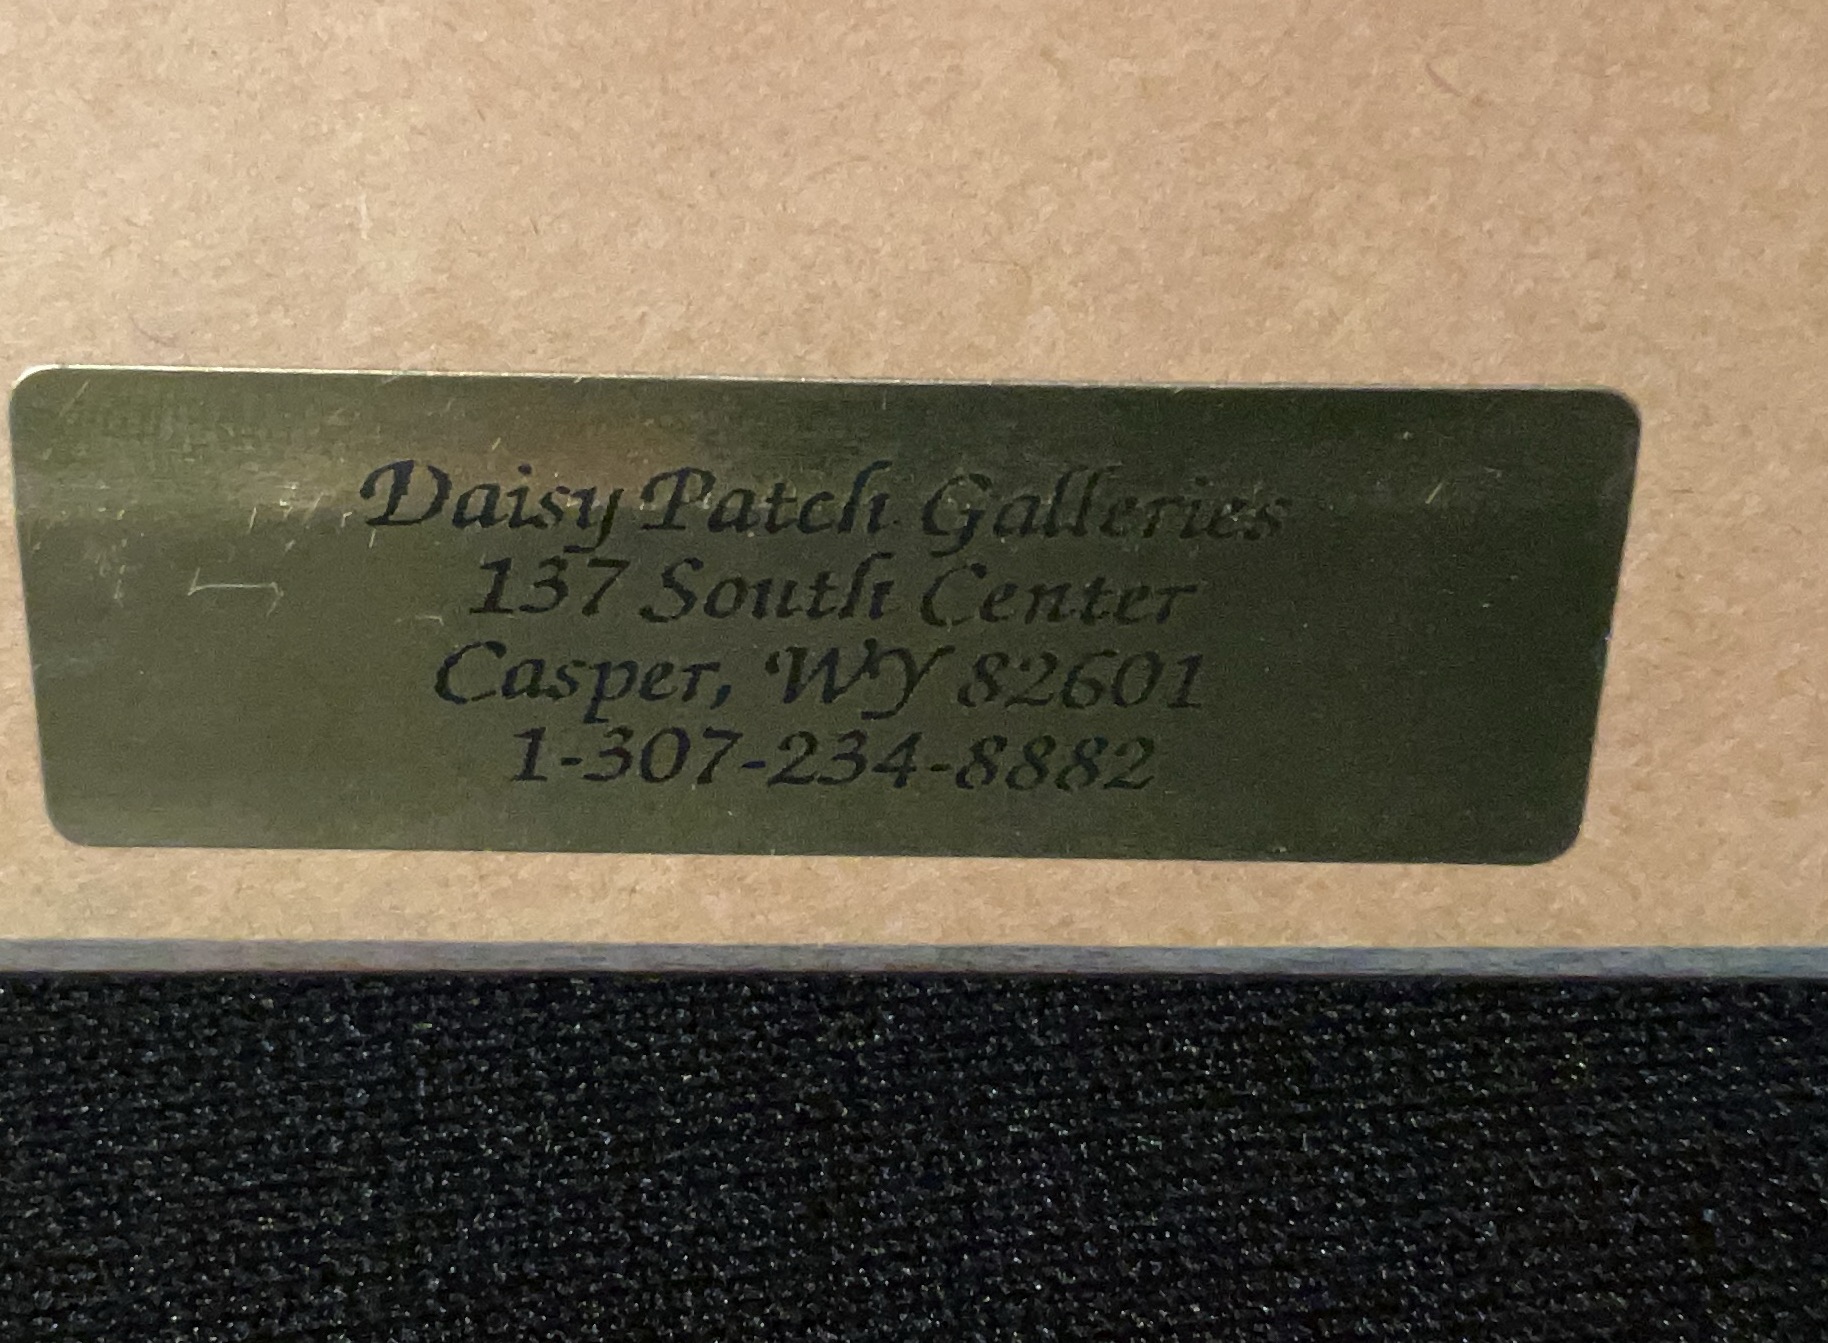 Daisy Patch Galleries
137 South Center
Casper, WY 82601
1-307-234-8882